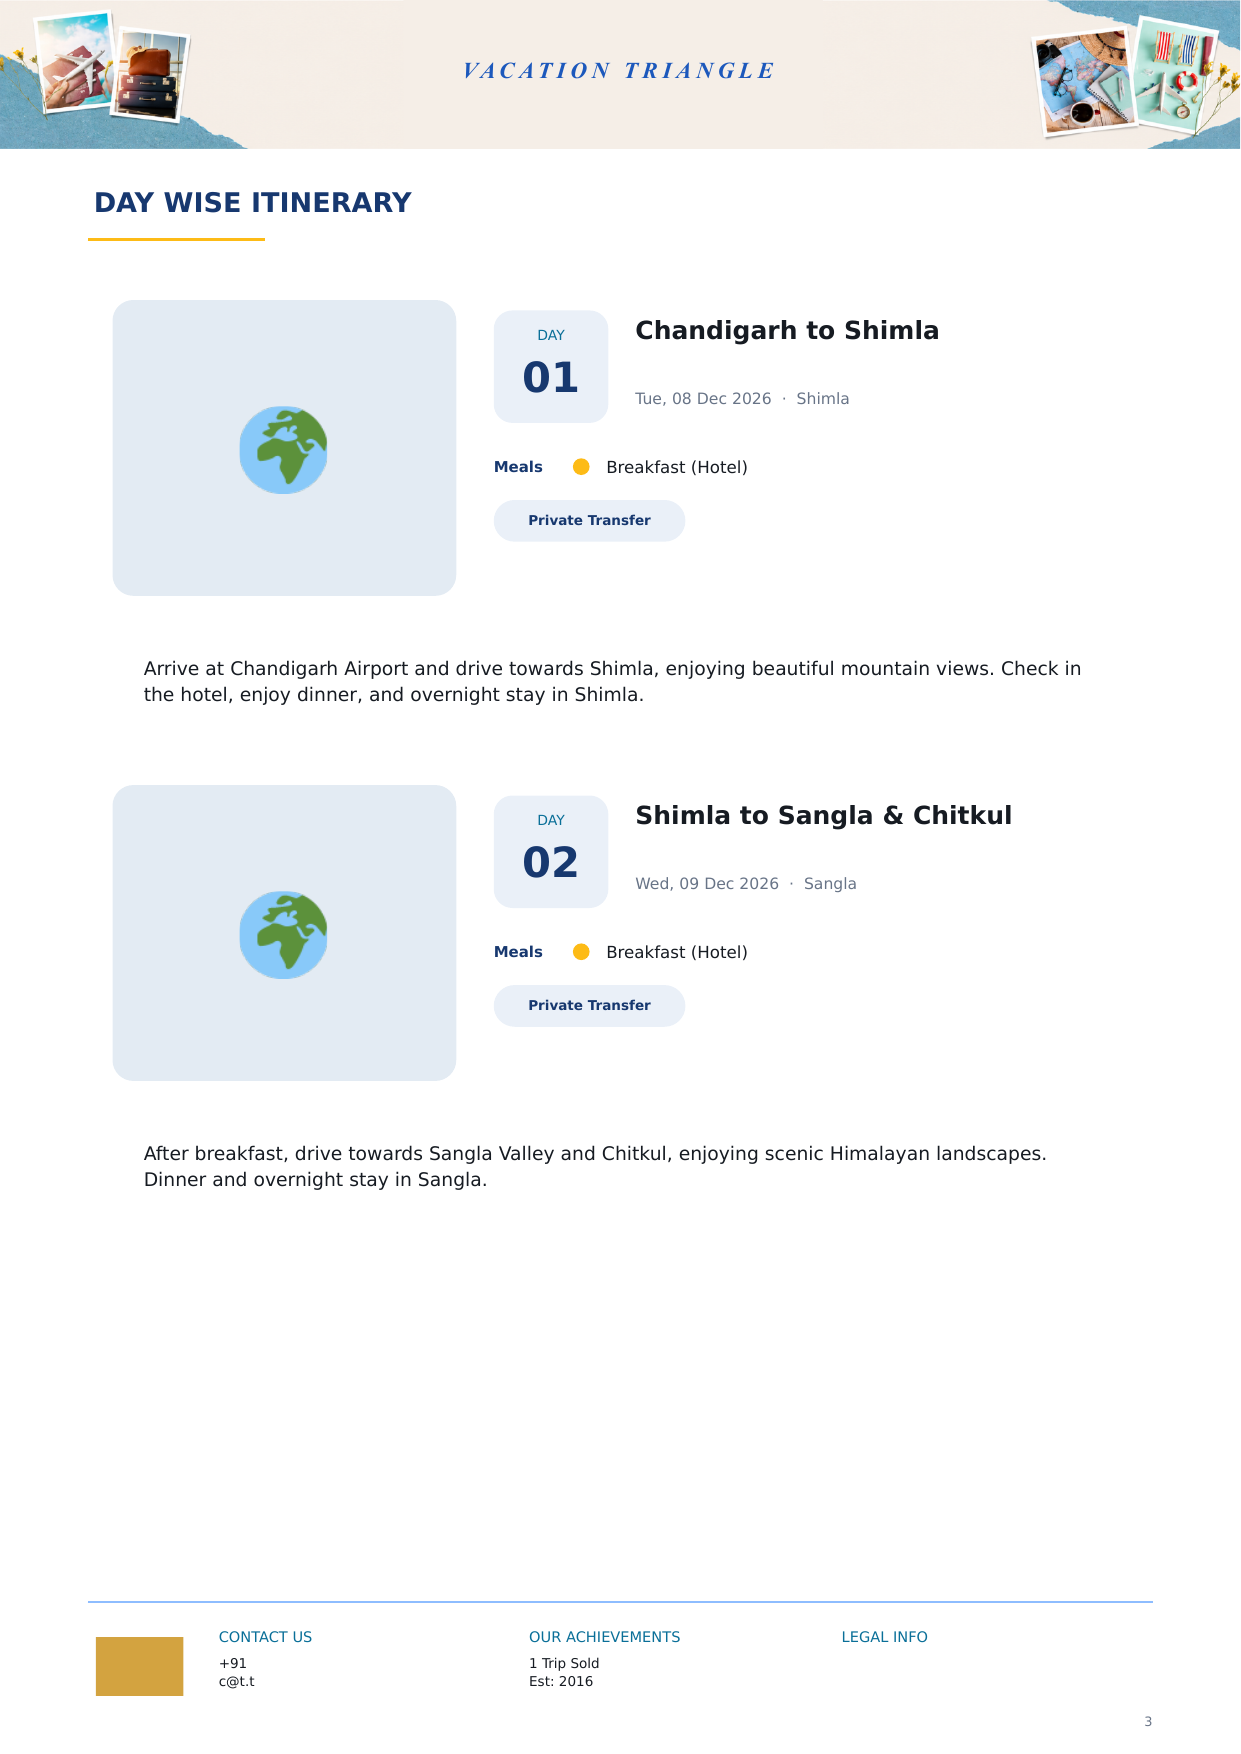 VACATION TRIANGLE
DAY WISE ITINERARY
DAY
01
Chandigarh to Shimla
Tue, 08 Dec 2026 · Shimla
Meals Breakfast (Hotel)
Private Transfer
Arrive at Chandigarh Airport and drive towards Shimla, enjoying beautiful mountain views. Check in
the hotel, enjoy dinner, and overnight stay in Shimla.
DAY
02
Shimla to Sangla & Chitkul
Wed, 09 Dec 2026 · Sangla
Meals Breakfast (Hotel)
Private Transfer
After breakfast, drive towards Sangla Valley and Chitkul, enjoying scenic Himalayan landscapes.
Dinner and overnight stay in Sangla.
CONTACT US
+91
c@t.t
OUR ACHIEVEMENTS
1 Trip Sold
Est: 2016
LEGAL INFO
3